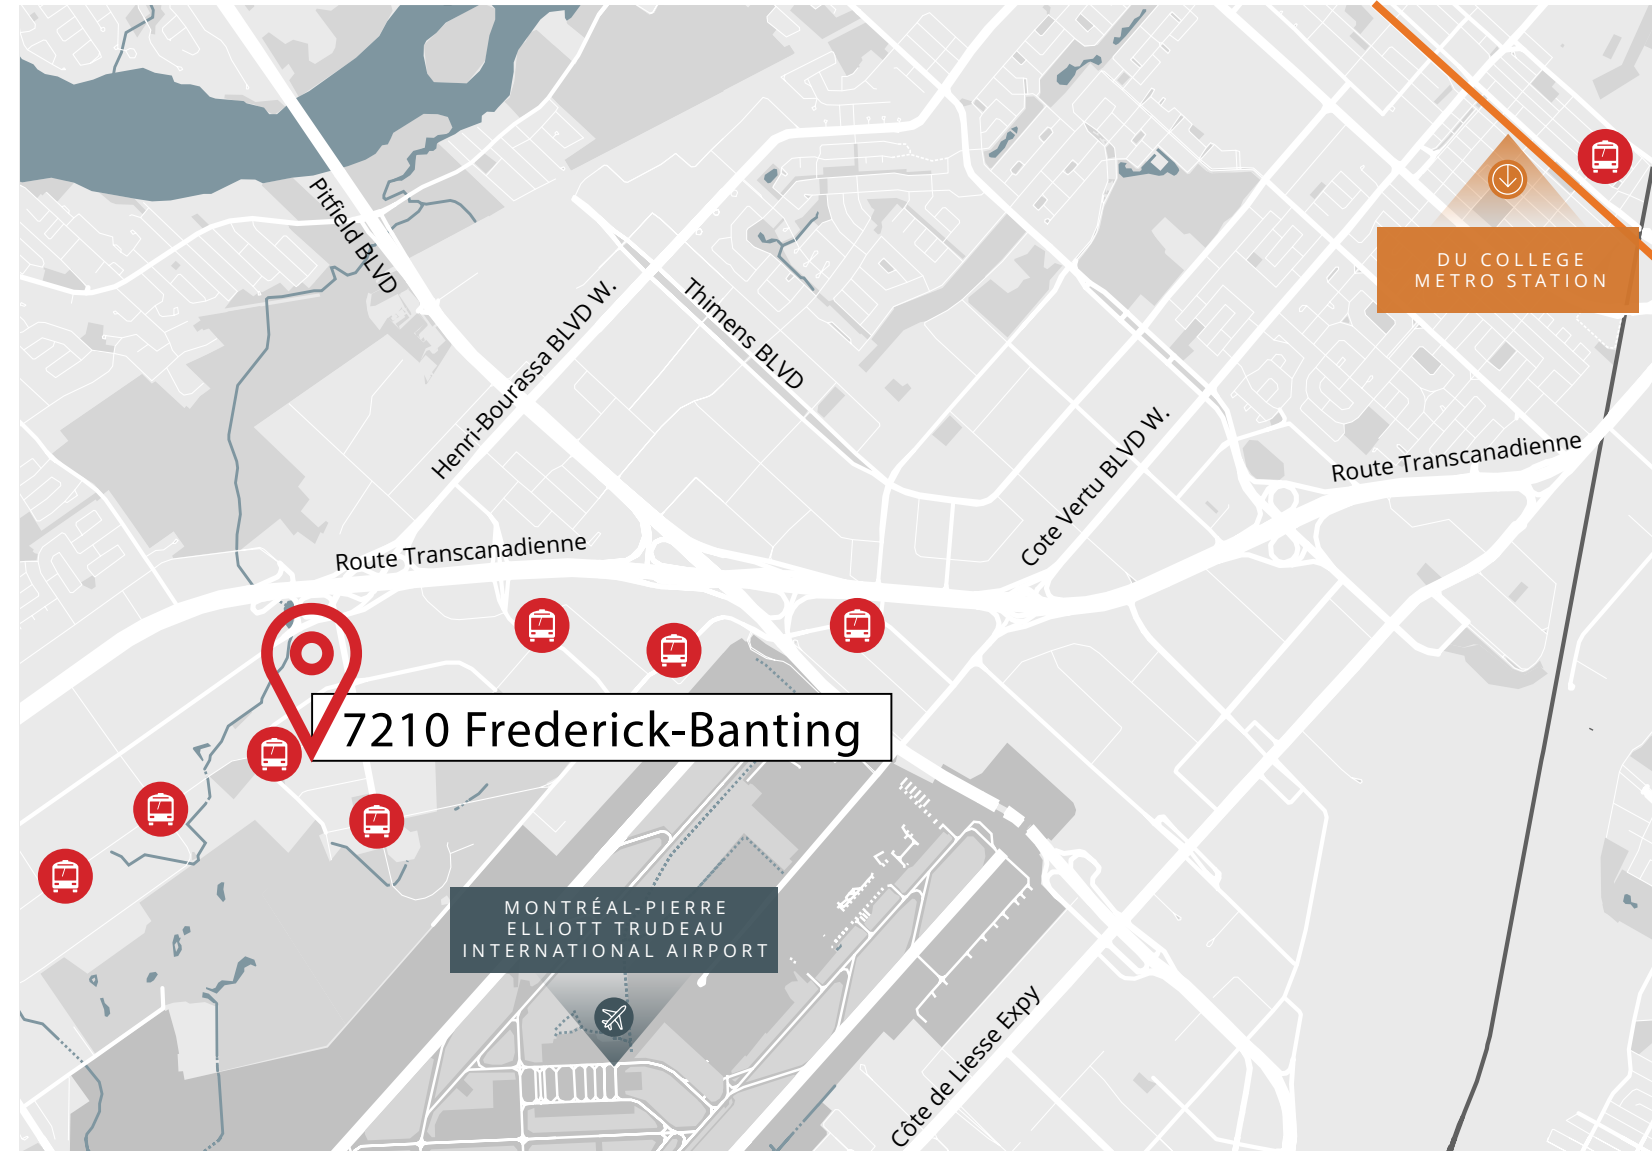 Pitfield BLVD
Henri-Bourassa BLVD W.
Thimens BLVD
DU COLLEGE
METRO STATION
Cote Vertu BLVD W.
Route Transcanadienne
Route Transcanadienne
7210 Frederick-Banting
MONTRÉAL-PIERRE
ELLIOTT TRUDEAU
INTERNATIONAL AIRPORT
Côte de Liesse Expy